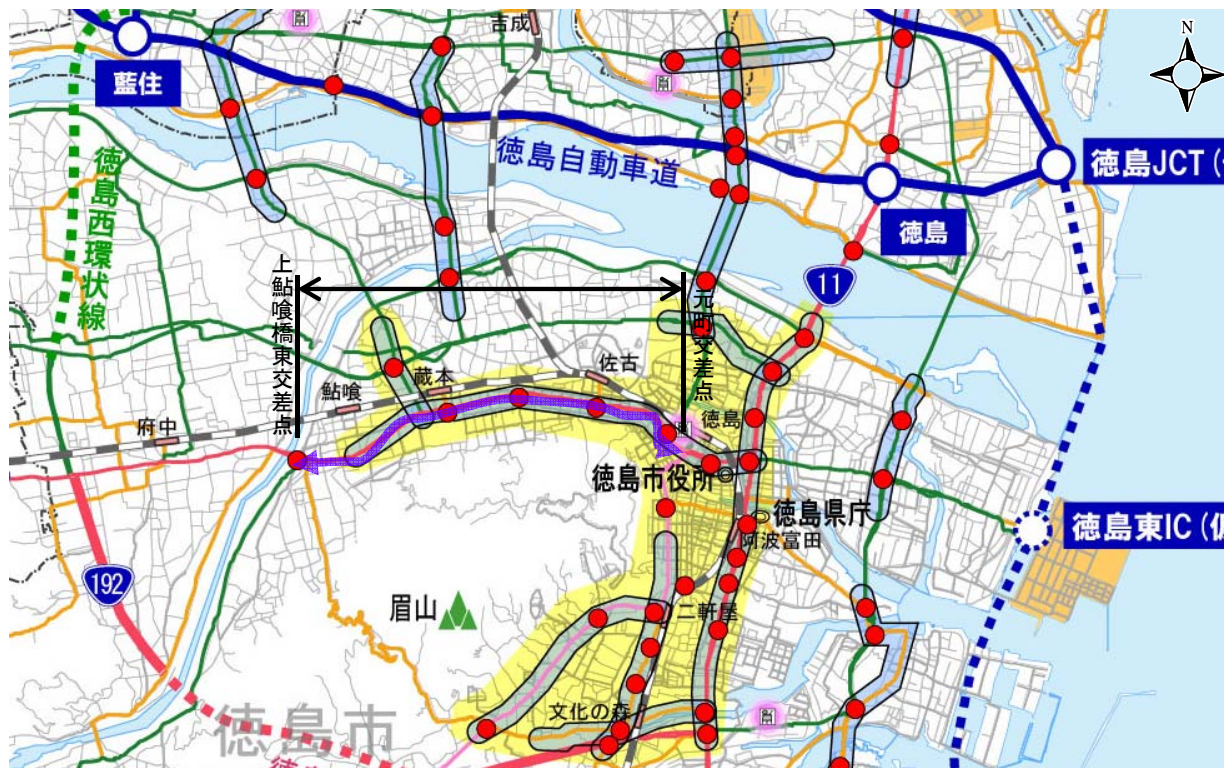 吉成
N
藍住
徳島自動車道
徳島JCT (
徳島
徳島西環状線
11
上鮎喰橋東交差点
元町交差点
佐古
蔵本
鮎喰
府中
徳島
徳島市役所
徳島県庁
阿波富田
徳島東IC (仮
192
眉山
二軒屋
文化の森
徳島市